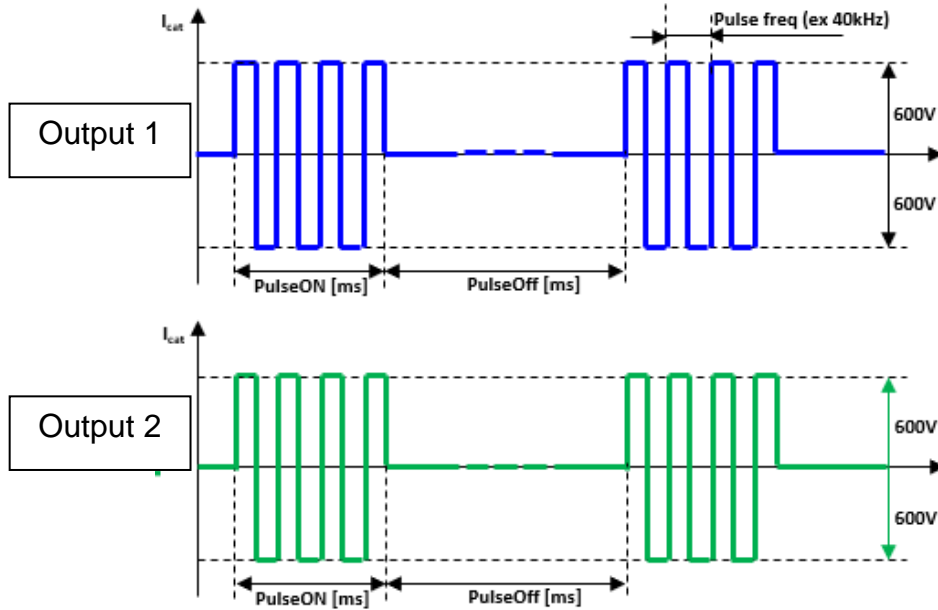 I_cat
Pulse freq (ex 40kHz)
Output 1
600V
600V
PulseON [ms]
PulseOff [ms]
I_cat
Output 2
600V
600V
PulseON [ms]
PulseOff [ms]